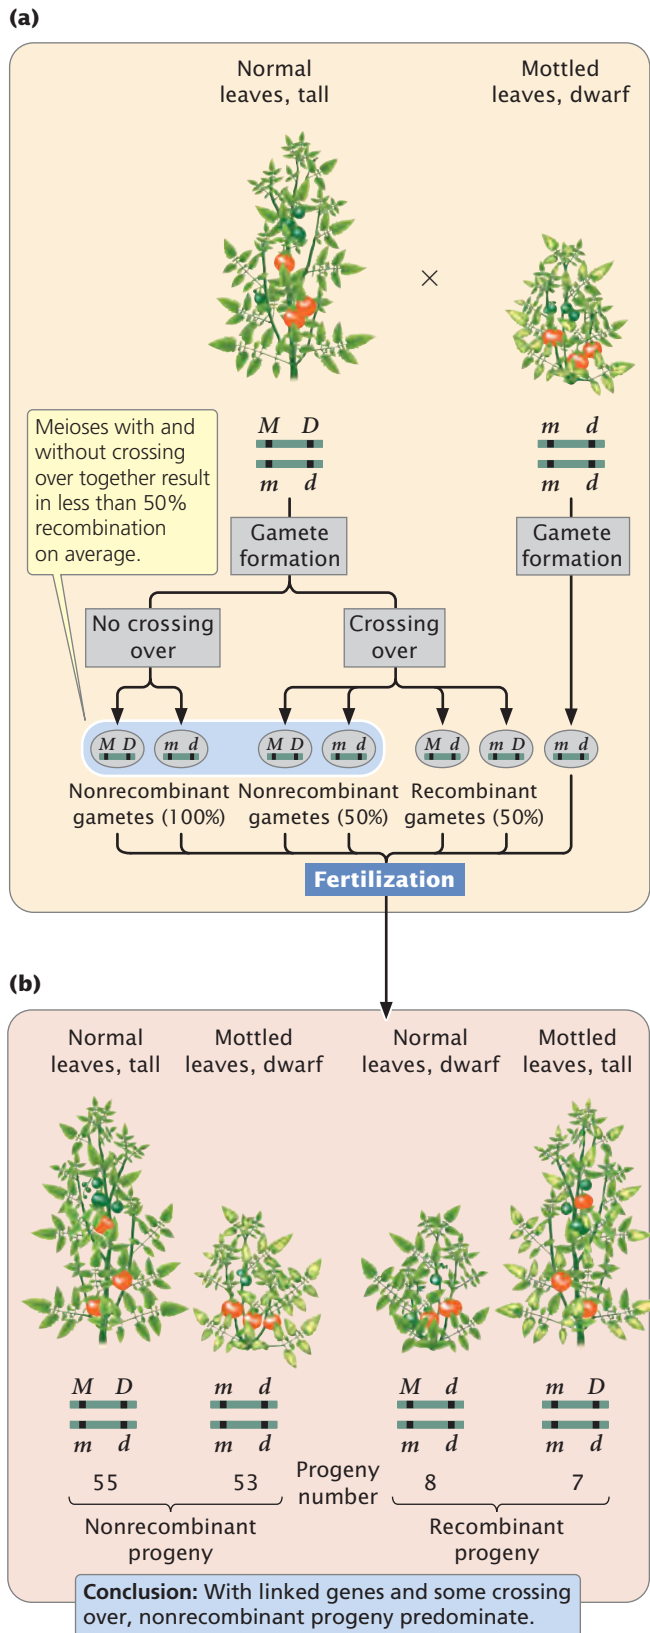 (a)
Normal
leaves, tall
Mottled
leaves, dwarf
×
Meioses with and
without crossing
over together result
in less than 50%
recombination
on average.
M D
m d
m d
m d
Gamete
formation
Gamete
formation
No crossing
over
Crossing
over
M D
m d
M D
m d
M d
m D
m d
Nonrecombinant
gametes (100%)
Nonrecombinant
gametes (50%)
Recombinant
gametes (50%)
Fertilization
(b)
Normal
leaves, tall
Mottled
leaves, dwarf
Normal
leaves, dwarf
Mottled
leaves, tall
M D
m d
m d
m d
M d
m d
m D
m d
55
53
Progeny
number
8
7
Nonrecombinant
progeny
Recombinant
progeny
Conclusion: With linked genes and some crossing
over, nonrecombinant progeny predominate.